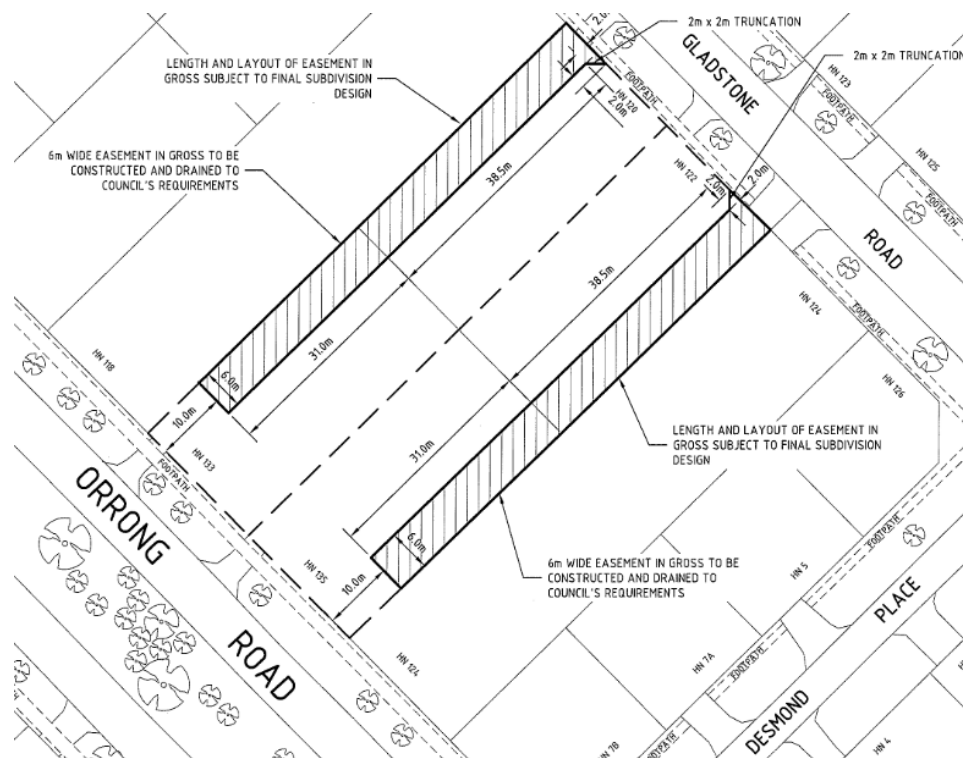 2m x 2m TRUNCATION
2.0m
LENGTH AND LAYOUT OF EASEMENT IN
GROSS SUBJECT TO FINAL SUBDIVISION
DESIGN
GLADSTONE
2m x 2m TRUNCATION
HN 123
FOOTPATH
FOOTPATH
HN 120
2.0m
6m WIDE EASEMENT IN GROSS TO BE
CONSTRUCTED AND DRAINED TO
COUNCIL'S REQUIREMENTS
HN 125
FOOTPATH
38.5m
HN 122
2.0m
2.0m
ROAD
38.5m
HN 124
FOOTPATH
HN 118
31.0m
6.0m
HN 126
10.0m
HN 133
LENGTH AND LAYOUT OF EASEMENT IN
GROSS SUBJECT TO FINAL SUBDIVISION
DESIGN
31.0m
FOOTPATH
ORRONG
FOOTPATH
6.0m
HN 135
10.0m
6m WIDE EASEMENT IN GROSS TO BE
CONSTRUCTED AND DRAINED TO
COUNCIL'S REQUIREMENTS
HN 5
PLACE
ROAD
HN 124
HN 7A
FOOTPATH
DESMOND
HN 7B
HN 4